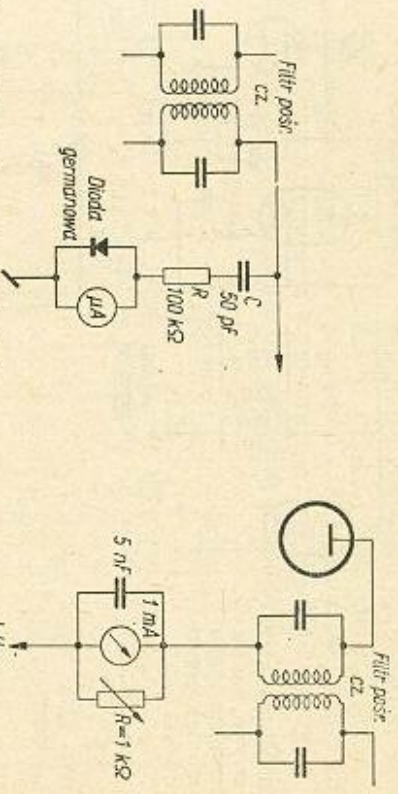 Filtr pośr.
cz.
C
50 pf
R
100 kΩ
Dioda
germanowa
μA
Filtr pośr.
cz.
5 nF
1 mA
R=1 kΩ